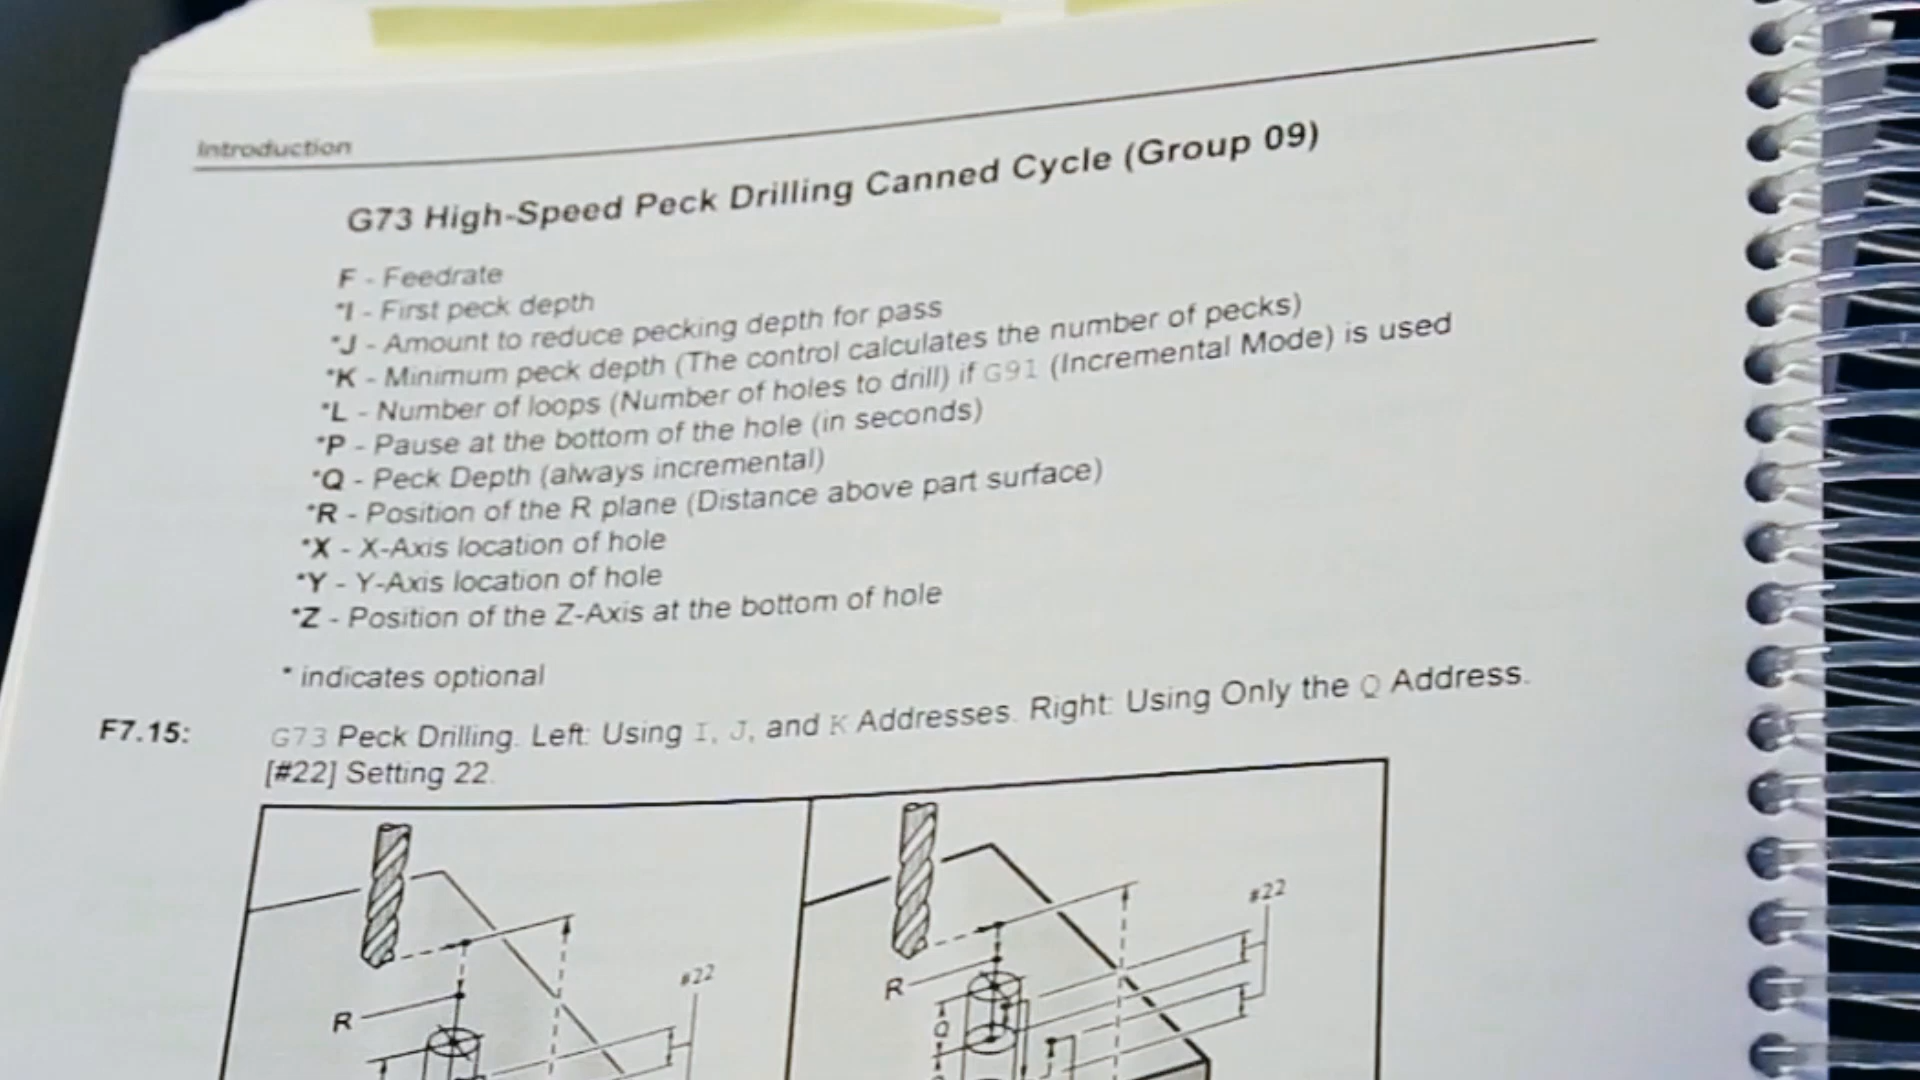 Introduction
G73 High-Speed Peck Drilling Canned Cycle (Group 09)
F - Feedrate
*I - First peck depth
*J - Amount to reduce pecking depth for pass
*K - Minimum peck depth (The control calculates the number of pecks)
*L - Number of loops (Number of holes to drill) if G91 (Incremental Mode) is used
*P - Pause at the bottom of the hole (in seconds)
*Q - Peck Depth (always incremental)
*R - Position of the R plane (Distance above part surface)
*X - X-Axis location of hole
*Y - Y-Axis location of hole
*Z - Position of the Z-Axis at the bottom of hole
* indicates optional
F7.15: G73 Peck Drilling. Left: Using I, J, and K Addresses. Right: Using Only the Q Address.
[#22] Setting 22.
#22
R
#22
R
Q